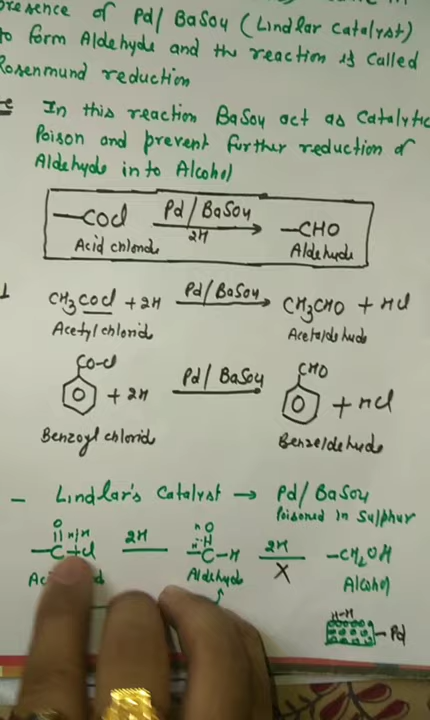 presence of Pd/BaSO4 (Lindlar Catalyst)
to form Aldehyde and the reaction is called
Rosenmund reduction
In this reaction BaSO4 act as Catalytic
Poison and prevent further reduction of
Aldehyde in to Alcohol
—COCl Pd/BaSO4 2H —CHO
Acid chloride Aldehyde
CH3COCl + 2H Pd/BaSO4 CH3CHO + HCl
Acetyl chloride Acetaldehyde
CO-Cl CHO
+ 2H Pd/BaSO4 + HCl
Benzoyl chloride Benzaldehyde
– Lindlar's Catalyst → Pd/BaSO4
Poisoned in Sulphur
O H/H O H
—C–Cl 2H —C–H 2H X —CH2OH
Aldehyde Alcohol
H-H
Pd